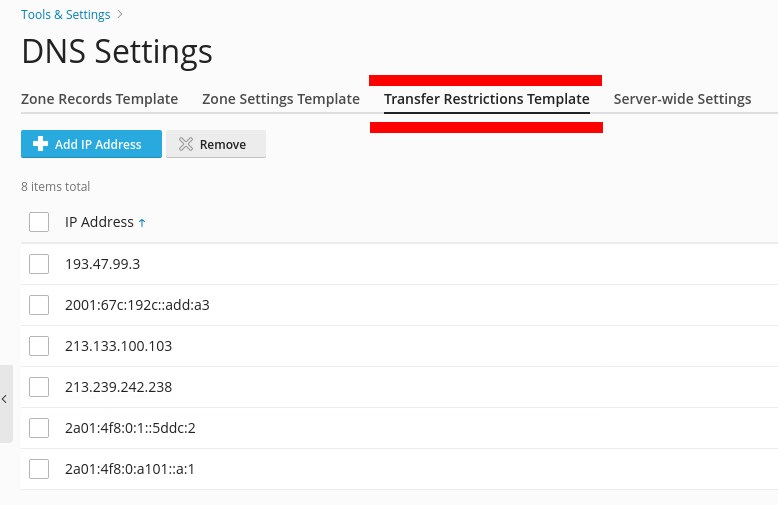 Tools & Settings >
DNS Settings
Zone Records Template Zone Settings Template Transfer Restrictions Template Server-wide Settings
Add IP Address Remove
8 items total
IP Address ↑
193.47.99.3
2001:67c:192c::add:a3
213.133.100.103
213.239.242.238
2a01:4f8:0:1::5ddc:2
2a01:4f8:0:a101::a:1